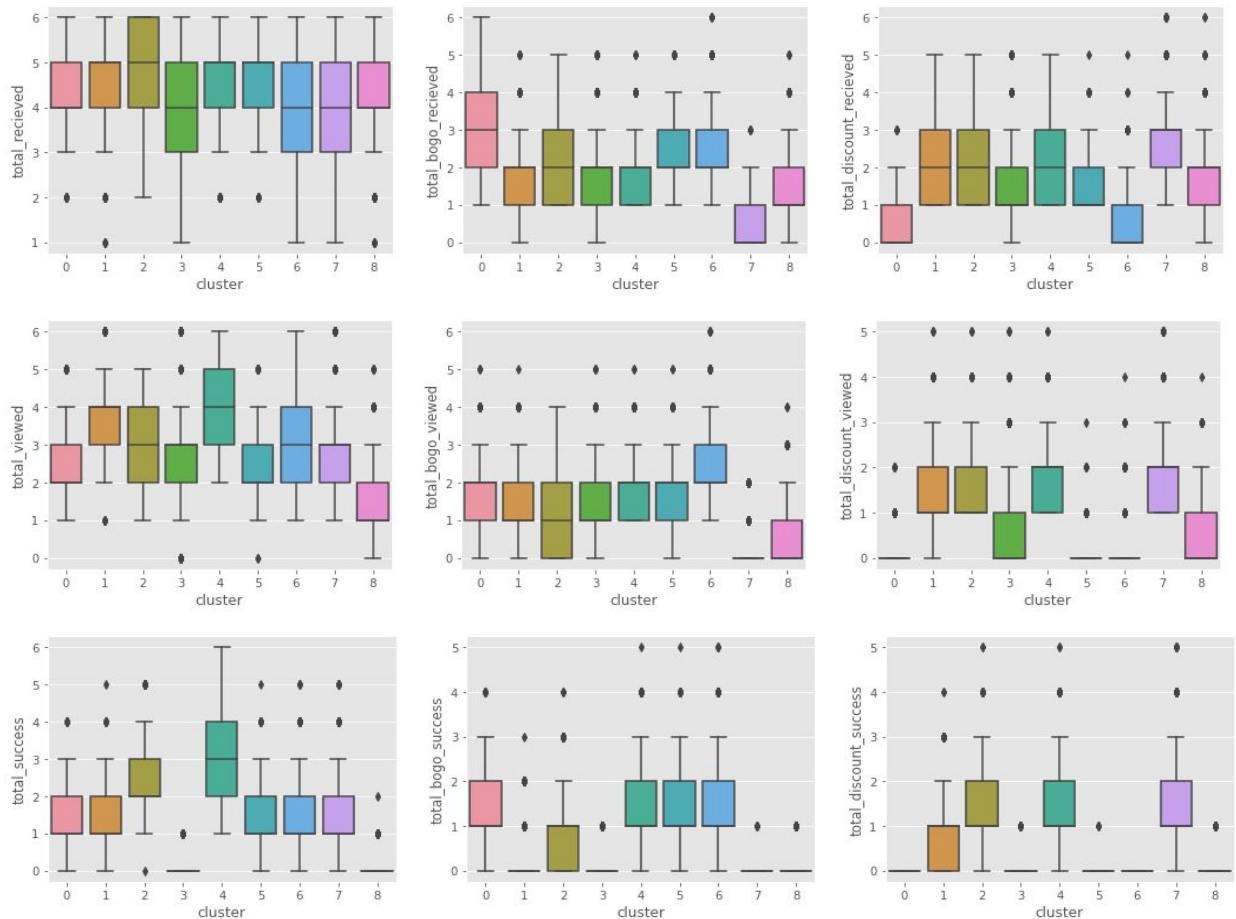 total_recieved
6
5
4
3
2
1
0 1 2 3 4 5 6 7 8
cluster
total_bogo_recieved
6
5
4
3
2
1
0
0 1 2 3 4 5 6 7 8
cluster
total_discount_recieved
6
5
4
3
2
1
0
0 1 2 3 4 5 6 7 8
cluster
total_viewed
6
5
4
3
2
1
0
0 1 2 3 4 5 6 7 8
cluster
total_bogo_viewed
6
5
4
3
2
1
0
0 1 2 3 4 5 6 7 8
cluster
total_discount_viewed
5
4
3
2
1
0
0 1 2 3 4 5 6 7 8
cluster
total_success
6
5
4
3
2
1
0
0 1 2 3 4 5 6 7 8
cluster
total_bogo_success
5
4
3
2
1
0
0 1 2 3 4 5 6 7 8
cluster
total_discount_success
5
4
3
2
1
0
0 1 2 3 4 5 6 7 8
cluster